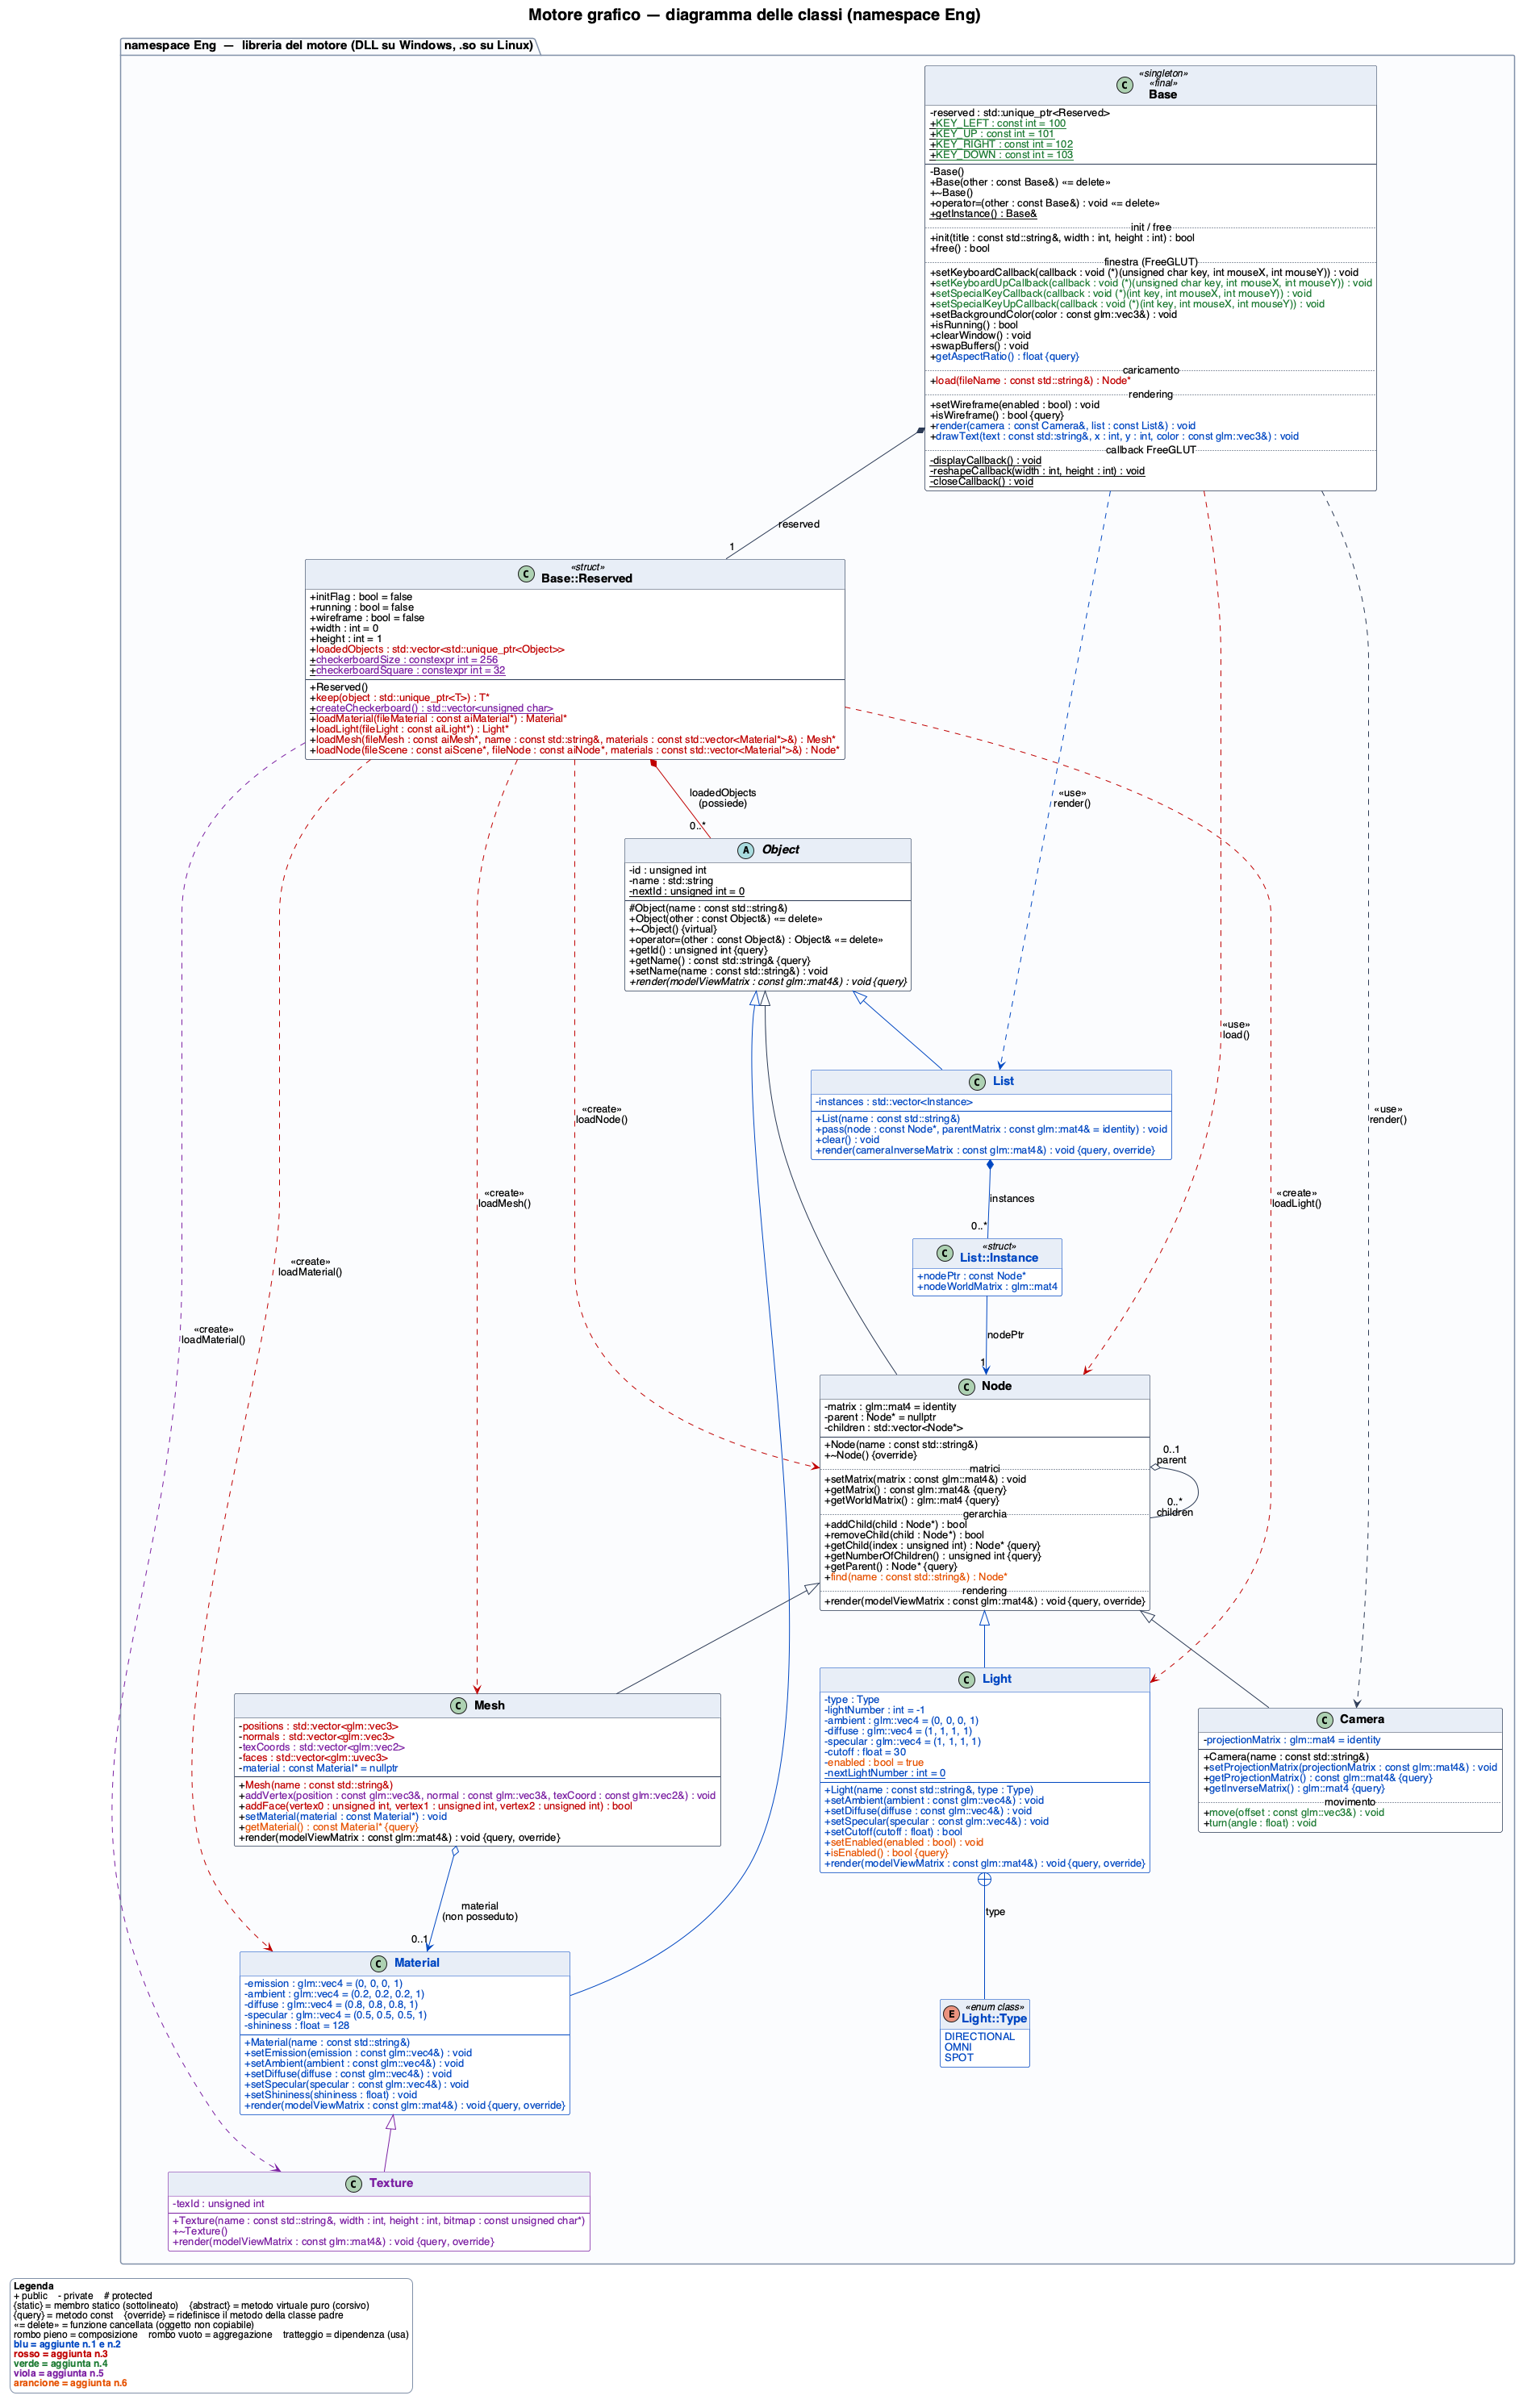 Motore grafico — diagramma delle classi (namespace Eng)
namespace Eng — libreria del motore (DLL su Windows, .so su Linux)
C
«singleton»
«final»
Base
-reserved : std::unique_ptr<Reserved>
+KEY_LEFT : const int = 100
+KEY_UP : const int = 101
+KEY_RIGHT : const int = 102
+KEY_DOWN : const int = 103
-Base()
+Base(other : const Base&) «= delete»
+~Base()
+operator=(other : const Base&) : void «= delete»
+getInstance() : Base&
init / free
+init(title : const std::string&, width : int, height : int) : bool
+free() : bool
finestra (FreeGLUT)
+setKeyboardCallback(callback : void (*)(unsigned char key, int mouseX, int mouseY)) : void
+setKeyboardUpCallback(callback : void (*)(unsigned char key, int mouseX, int mouseY)) : void
+setSpecialKeyCallback(callback : void (*)(int key, int mouseX, int mouseY)) : void
+setSpecialKeyUpCallback(callback : void (*)(int key, int mouseX, int mouseY)) : void
+setBackgroundColor(color : const glm::vec3&) : void
+isRunning() : bool
+clearWindow() : void
+swapBuffers() : void
+getAspectRatio() : float {query}
caricamento
+load(fileName : const std::string&) : Node*
rendering
+setWireframe(enabled : bool) : void
+isWireframe() : bool {query}
+render(camera : const Camera&, list : const List&) : void
+drawText(text : const std::string&, x : int, y : int, color : const glm::vec3&) : void
callback FreeGLUT
-displayCallback() : void
-reshapeCallback(width : int, height : int) : void
-closeCallback() : void
reserved
1
C
«struct»
Base::Reserved
+initFlag : bool = false
+running : bool = false
+wireframe : bool = false
+width : int = 0
+height : int = 1
+loadedObjects : std::vector<std::unique_ptr<Object>>
+checkerboardSize : constexpr int = 256
+checkerboardSquare : constexpr int = 32
+Reserved()
+keep(object : std::unique_ptr<T>) : T*
+createCheckerboard() : std::vector<unsigned char>
+loadMaterial(fileMaterial : const aiMaterial*) : Material*
+loadLight(fileLight : const aiLight*) : Light*
+loadMesh(fileMesh : const aiMesh*, name : const std::string&, materials : const std::vector<Material*>&) : Mesh*
+loadNode(fileScene : const aiScene*, fileNode : const aiNode*, materials : const std::vector<Material*>&) : Node*
loadedObjects
(possiede)
0..*
«use»
render()
A
Object
-id : unsigned int
-name : std::string
-nextId : unsigned int = 0
#Object(name : const std::string&)
+Object(other : const Object&) «= delete»
+~Object() {virtual}
+operator=(other : const Object&) : Object& «= delete»
+getId() : unsigned int {query}
+getName() : const std::string& {query}
+setName(name : const std::string&) : void
+render(modelViewMatrix : const glm::mat4&) : void {query}
«use»
load()
C
List
-instances : std::vector<Instance>
+List(name : const std::string&)
+pass(node : const Node*, parentMatrix : const glm::mat4& = identity) : void
+clear() : void
+render(cameraInverseMatrix : const glm::mat4&) : void {query, override}
«create»
loadNode()
«use»
render()
«create»
loadMesh()
instances
0..*
«create»
loadLight()
C
«struct»
List::Instance
+nodePtr : const Node*
+nodeWorldMatrix : glm::mat4
«create»
loadMaterial()
«create»
loadMaterial()
nodePtr
1
C
Node
-matrix : glm::mat4 = identity
-parent : Node* = nullptr
-children : std::vector<Node*>
+Node(name : const std::string&)
+~Node() {override}
matrici
+setMatrix(matrix : const glm::mat4&) : void
+getMatrix() : const glm::mat4& {query}
+getWorldMatrix() : glm::mat4 {query}
gerarchia
+addChild(child : Node*) : bool
+removeChild(child : Node*) : bool
+getChild(index : unsigned int) : Node* {query}
+getNumberOfChildren() : unsigned int {query}
+getParent() : Node* {query}
+find(name : const std::string&) : Node*
rendering
+render(modelViewMatrix : const glm::mat4&) : void {query, override}
0..1
parent
0..*
children
C
Mesh
-positions : std::vector<glm::vec3>
-normals : std::vector<glm::vec3>
-texCoords : std::vector<glm::vec2>
-faces : std::vector<glm::uvec3>
-material : const Material* = nullptr
+Mesh(name : const std::string&)
+addVertex(position : const glm::vec3&, normal : const glm::vec3&, texCoord : const glm::vec2&) : void
+addFace(vertex0 : unsigned int, vertex1 : unsigned int, vertex2 : unsigned int) : bool
+setMaterial(material : const Material*) : void
+getMaterial() : const Material* {query}
+render(modelViewMatrix : const glm::mat4&) : void {query, override}
C
Light
-type : Type
-lightNumber : int = -1
-ambient : glm::vec4 = (0, 0, 0, 1)
-diffuse : glm::vec4 = (1, 1, 1, 1)
-specular : glm::vec4 = (1, 1, 1, 1)
-cutoff : float = 30
-enabled : bool = true
-nextLightNumber : int = 0
+Light(name : const std::string&, type : Type)
+setAmbient(ambient : const glm::vec4&) : void
+setDiffuse(diffuse : const glm::vec4&) : void
+setSpecular(specular : const glm::vec4&) : void
+setCutoff(cutoff : float) : bool
+setEnabled(enabled : bool) : void
+isEnabled() : bool {query}
+render(modelViewMatrix : const glm::mat4&) : void {query, override}
C
Camera
-projectionMatrix : glm::mat4 = identity
+Camera(name : const std::string&)
+setProjectionMatrix(projectionMatrix : const glm::mat4&) : void
+getProjectionMatrix() : const glm::mat4& {query}
+getInverseMatrix() : glm::mat4 {query}
movimento
+move(offset : const glm::vec3&) : void
+turn(angle : float) : void
material
(non posseduto)
0..1
type
C
Material
-emission : glm::vec4 = (0, 0, 0, 1)
-ambient : glm::vec4 = (0.2, 0.2, 0.2, 1)
-diffuse : glm::vec4 = (0.8, 0.8, 0.8, 1)
-specular : glm::vec4 = (0.5, 0.5, 0.5, 1)
-shininess : float = 128
+Material(name : const std::string&)
+setEmission(emission : const glm::vec4&) : void
+setAmbient(ambient : const glm::vec4&) : void
+setDiffuse(diffuse : const glm::vec4&) : void
+setSpecular(specular : const glm::vec4&) : void
+setShininess(shininess : float) : void
+render(modelViewMatrix : const glm::mat4&) : void {query, override}
E
«enum class»
Light::Type
DIRECTIONAL
OMNI
SPOT
C
Texture
-texId : unsigned int
+Texture(name : const std::string&, width : int, height : int, bitmap : const unsigned char*)
+~Texture()
+render(modelViewMatrix : const glm::mat4&) : void {query, override}
Legenda
+ public - private # protected
{static} = membro statico (sottolineato) {abstract} = metodo virtuale puro (corsivo)
{query} = metodo const {override} = ridefinisce il metodo della classe padre
«= delete» = funzione cancellata (oggetto non copiabile)
rombo pieno = composizione rombo vuoto = aggregazione tratteggio = dipendenza (usa)
blu = aggiunte n.1 e n.2
rosso = aggiunta n.3
verde = aggiunta n.4
viola = aggiunta n.5
arancione = aggiunta n.6